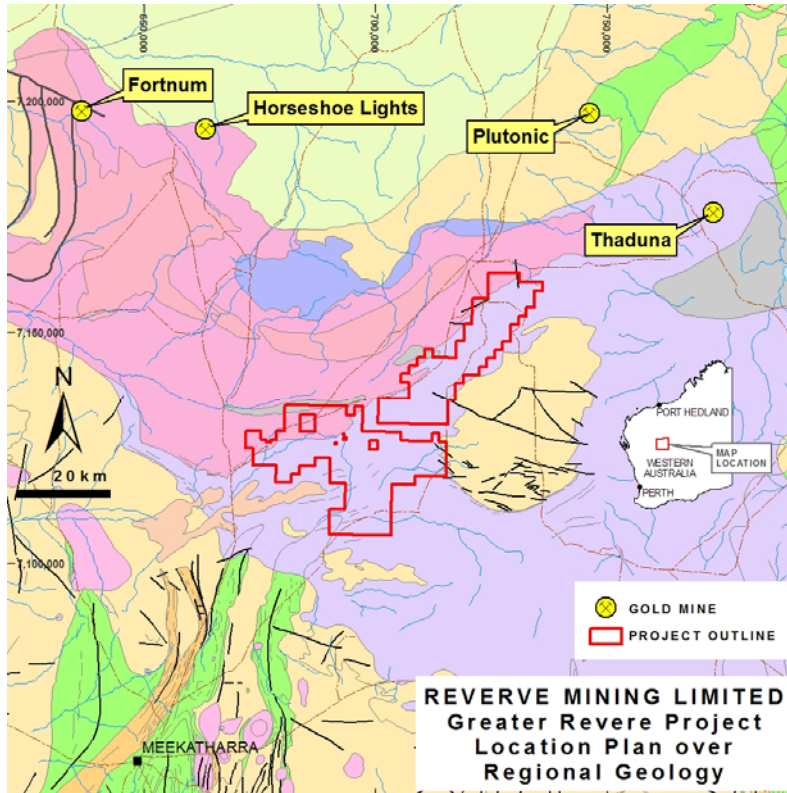 650,000
700,000
750,000
Fortnum
7,200,000
Horseshoe Lights
Plutonic
Thaduna
7,150,000
N
20 km
PORT HEDLAND
MAP
LOCATION
WESTERN
AUSTRALIA
PERTH
7,100,000
GOLD MINE
PROJECT OUTLINE
MEEKATHARRA
REVERVE MINING LIMITED
Greater Revere Project
Location Plan over
Regional Geology